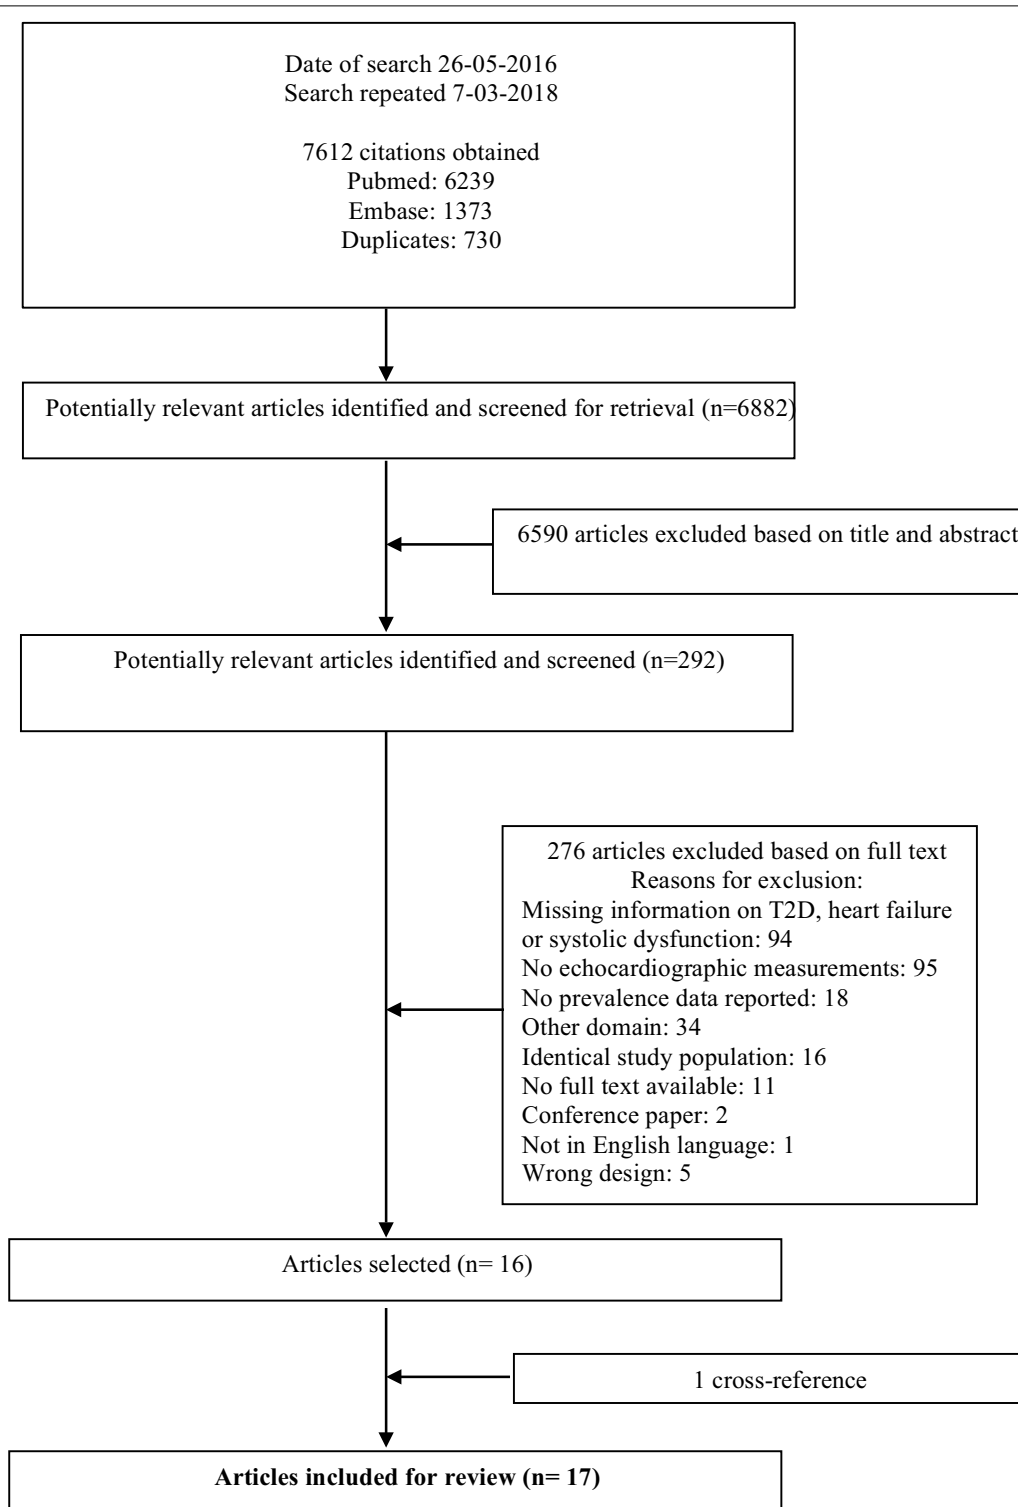 Date of search 26-05-2016
Search repeated 7-03-2018
7612 citations obtained
Pubmed: 6239
Embase: 1373
Duplicates: 730
Potentially relevant articles identified and screened for retrieval (n=6882)
6590 articles excluded based on title and abstract
Potentially relevant articles identified and screened (n=292)
276 articles excluded based on full text
Reasons for exclusion:
Missing information on T2D, heart failure
or systolic dysfunction: 94
No echocardiographic measurements: 95
No prevalence data reported: 18
Other domain: 34
Identical study population: 16
No full text available: 11
Conference paper: 2
Not in English language: 1
Wrong design: 5
Articles selected (n= 16)
1 cross-reference
Articles included for review (n= 17)